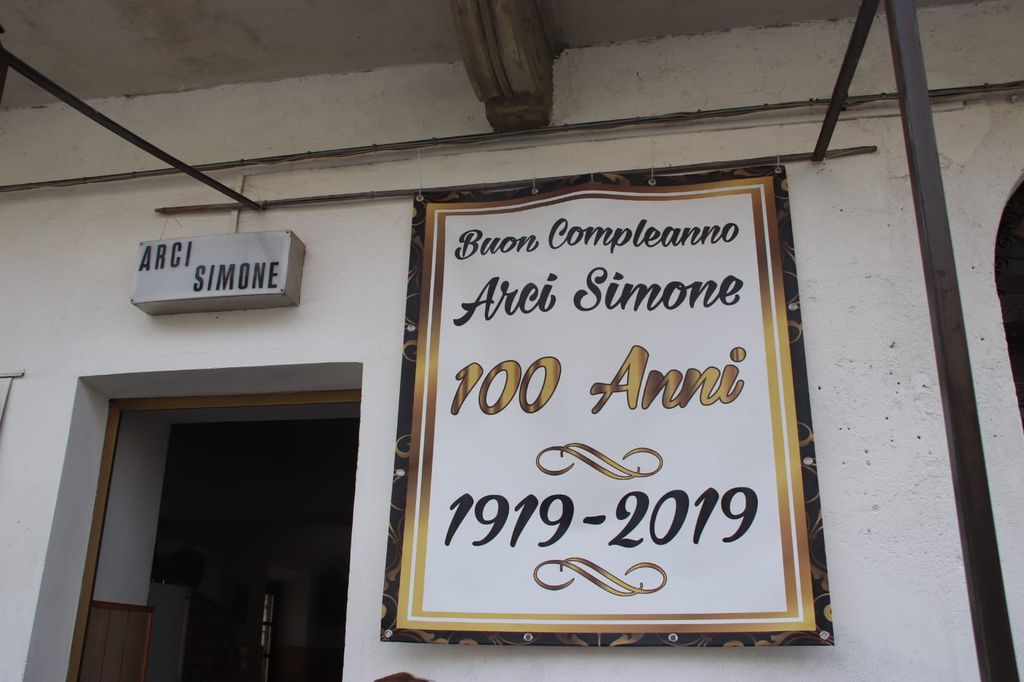 ARCI
SIMONE
Buon Compleanno
Arci Simone
100 Anni
1919-2019